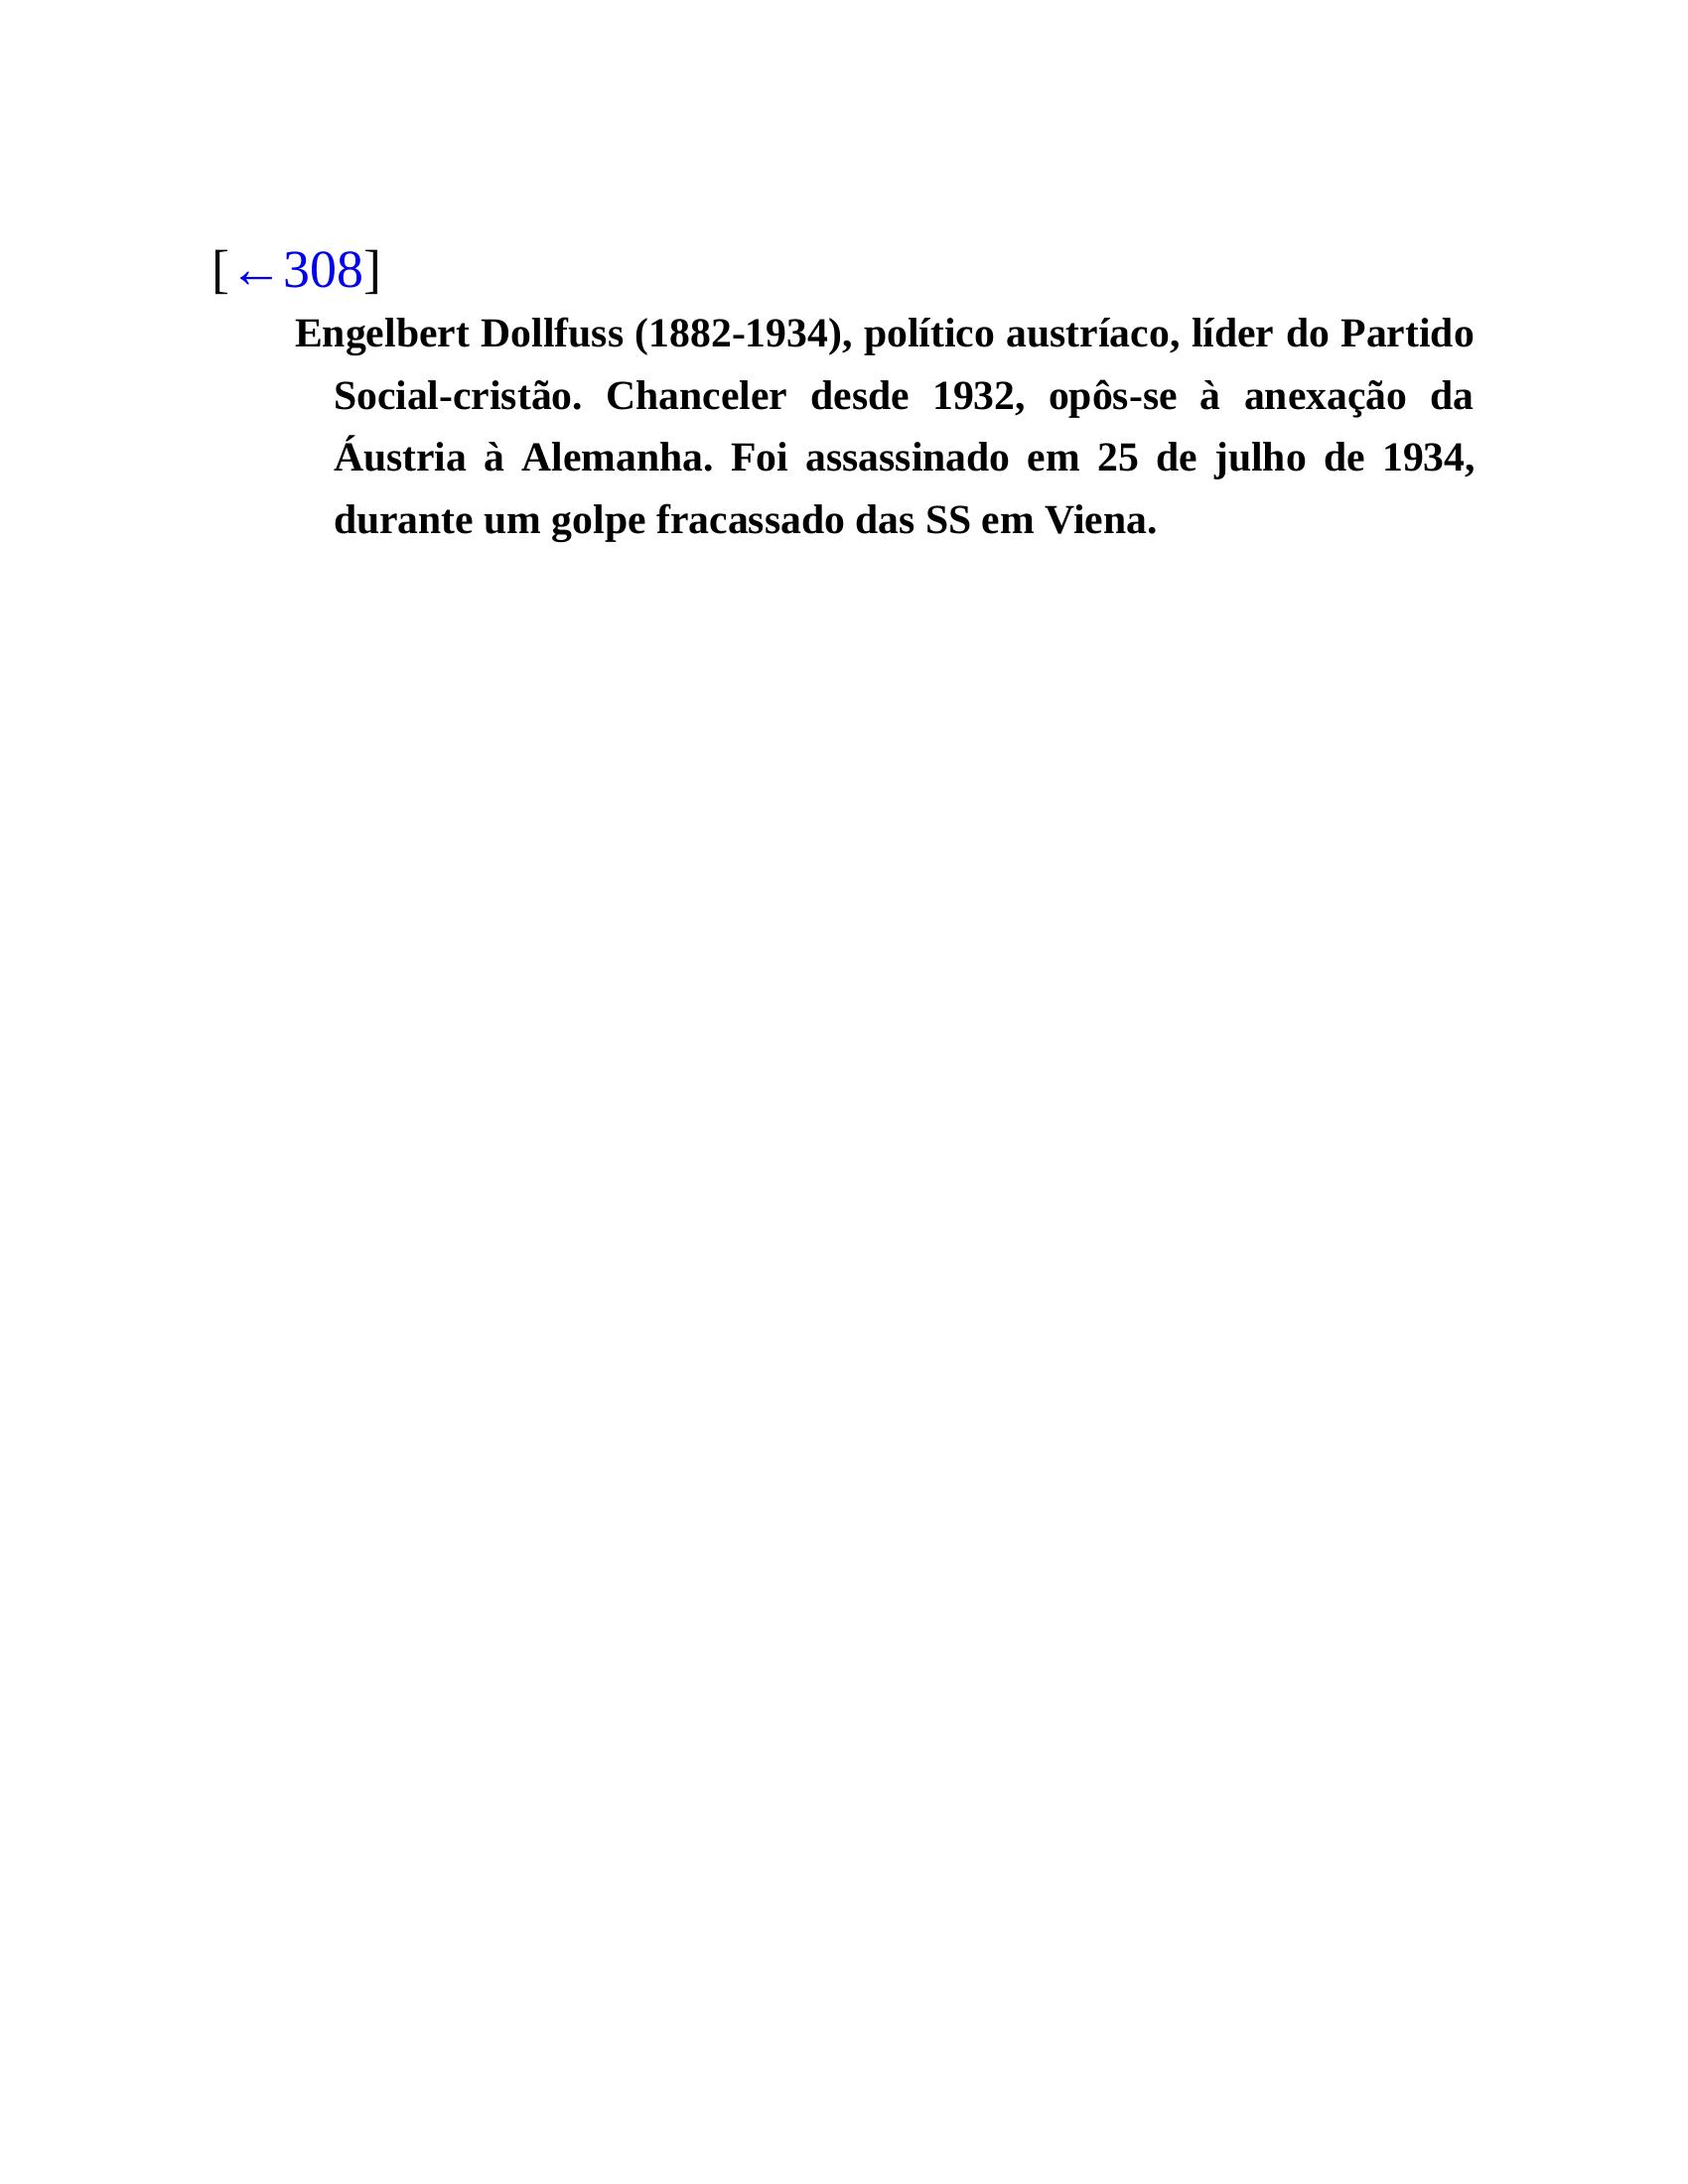 [←308]
Engelbert Dollfuss (1882-1934), político austríaco, líder do Partido
Social-cristão. Chanceler desde 1932, opôs-se à anexação da
Áustria à Alemanha. Foi assassinado em 25 de julho de 1934,
durante um golpe fracassado das SS em Viena.